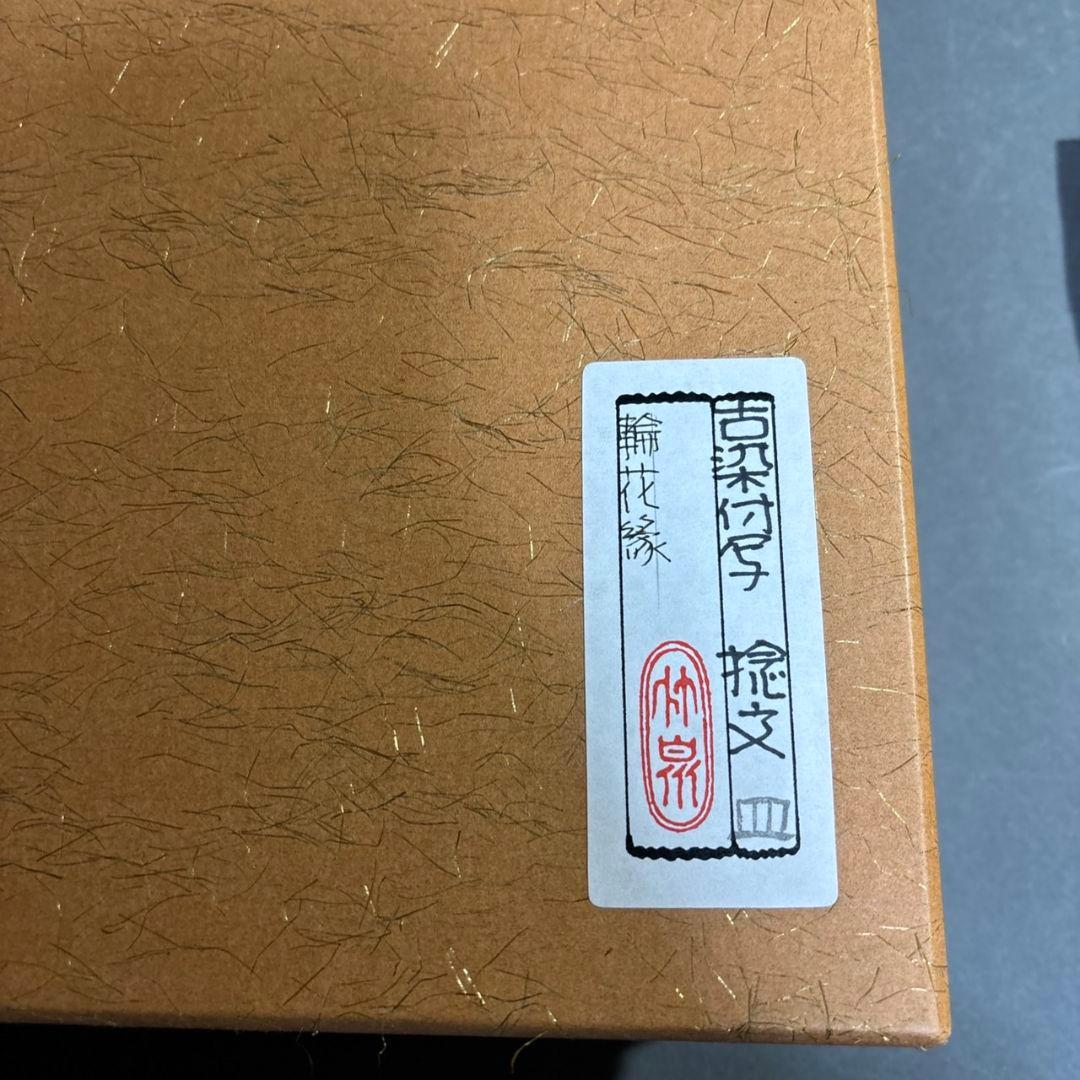 古染付写 捻文 皿
輪花縁
竹泉